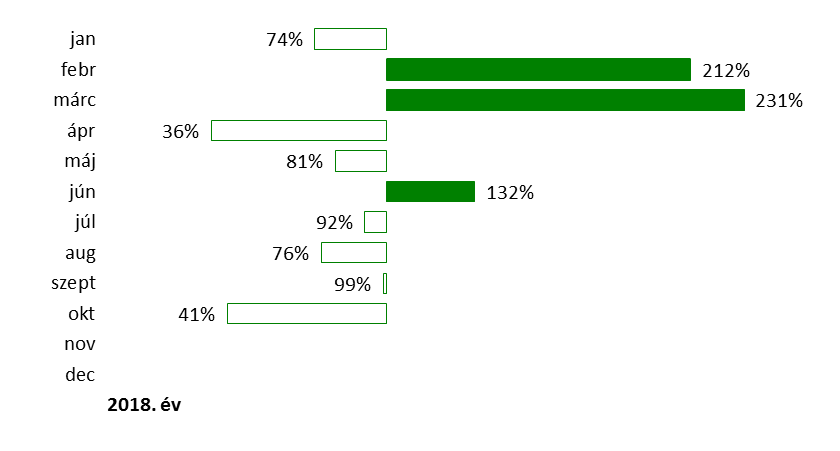 jan 74%
febr 212%
márc 231%
ápr 36%
máj 81%
jún 132%
júl 92%
aug 76%
szept 99%
okt 41%
nov
dec
2018. év